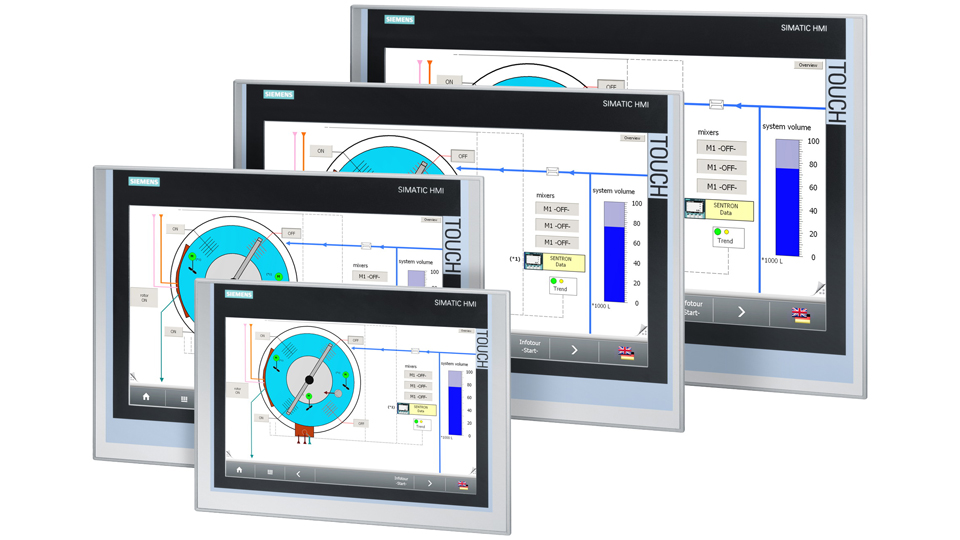 SIEMENS
SIMATIC HMI
TOUCH
Overview
ON
OFF
mixers
M1 -OFF-
M1 -OFF-
M1 -OFF-
SENTRON
Data
Trend
system volume
100
80
60
40
20
0
*1000 L
nfotour
Start-
SIEMENS
SIMATIC HMI
TOUCH
Overview
ON
OFF
mixers
M1 -OFF-
M1 -OFF-
M1 -OFF-
(*1)
SENTRON
Data
Trend
system volume
100
80
60
40
20
0
*1000 L
Infotour
-Start-
SIEMENS
SIMATIC HMI
TOUCH
Overview
ON
OFF
mixers
M1 -OFF-
system volume
100
rotor
ON
ON
SIEMENS
SIMATIC HMI
TOUCH
Overview
ON
OFF
rotor
ON
ON
OFF
mixers
M1 -OFF-
M1 -OFF-
M1 -OFF-
(*1)
SENTRON
Data
Trend
system volume
100
80
60
40
20
0
*1000 L
Infotour
-Start-